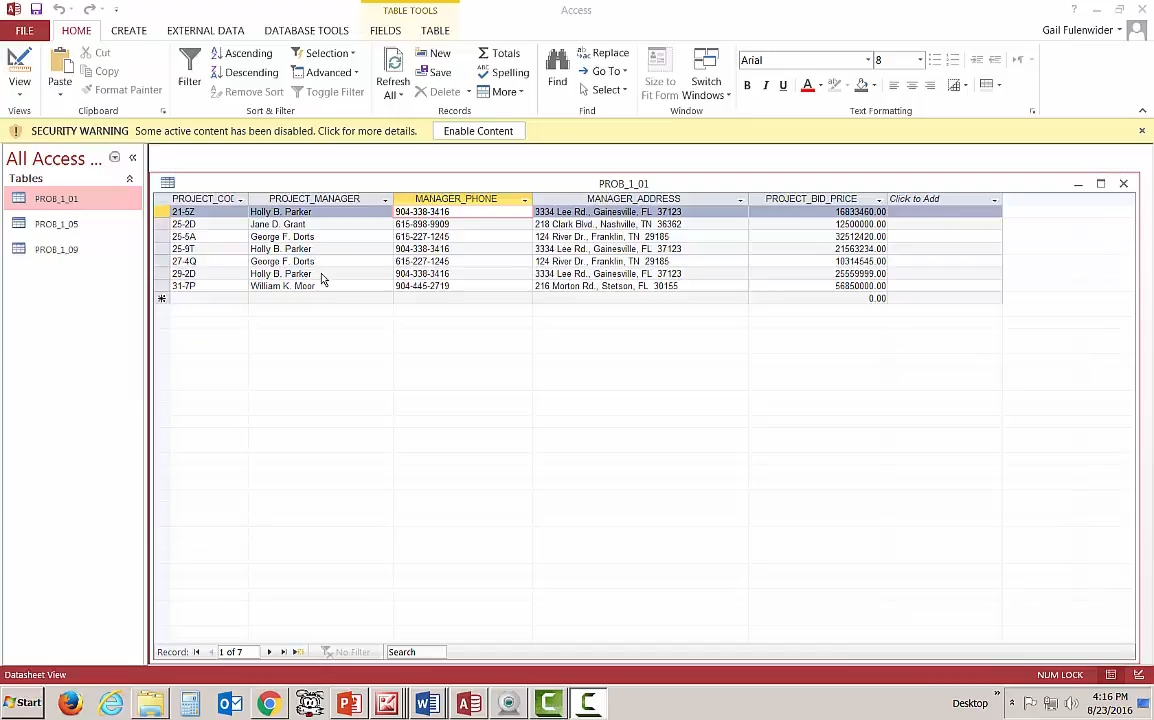 TABLE TOOLS
Access
FILE HOME CREATE EXTERNAL DATA DATABASE TOOLS FIELDS TABLE
Gail Fulenwider
View
Views
Paste
Cut
Copy
Format Painter
Clipboard
Filter
Ascending
Descending
Remove Sort
Selection
Advanced
Toggle Filter
Sort & Filter
Refresh
All
New
Save
Delete
Totals
Spelling
More
Records
Find
Replace
Go To
Select
Find
Size to
Fit Form
Switch
Windows
Window
Arial 8
B I U A
Text Formatting
SECURITY WARNING Some active content has been disabled. Click for more details. Enable Content
All Access ...
Tables
PROB_1_01
PROB_1_05
PROB_1_09
PROB_1_01
PROJECT_COD PROJECT_MANAGER MANAGER_PHONE MANAGER_ADDRESS PROJECT_BID_PRICE Click to Add
21-5Z Holly B. Parker 904-338-3416 3334 Lee Rd., Gainesville, FL 37123 16833460.00
25-2D Jane D. Grant 615-898-9909 218 Clark Blvd., Nashville, TN 36362 12500000.00
25-5A George F. Dorts 615-227-1245 124 River Dr., Franklin, TN 29185 32512420.00
25-9T Holly B. Parker 904-338-3416 3334 Lee Rd., Gainesville, FL 37123 21563234.00
27-4Q George F. Dorts 615-227-1245 124 River Dr., Franklin, TN 29185 10314545.00
29-2D Holly B. Parker 904-338-3416 3334 Lee Rd., Gainesville, FL 37123 25559999.00
31-7P William K. Moor 904-445-2719 216 Morton Rd., Stetson, FL 30155 56850000.00
0.00
Record: 1 of 7 No Filter Search
Datasheet View
NUM LOCK
Start
Desktop
4:16 PM
8/23/2016